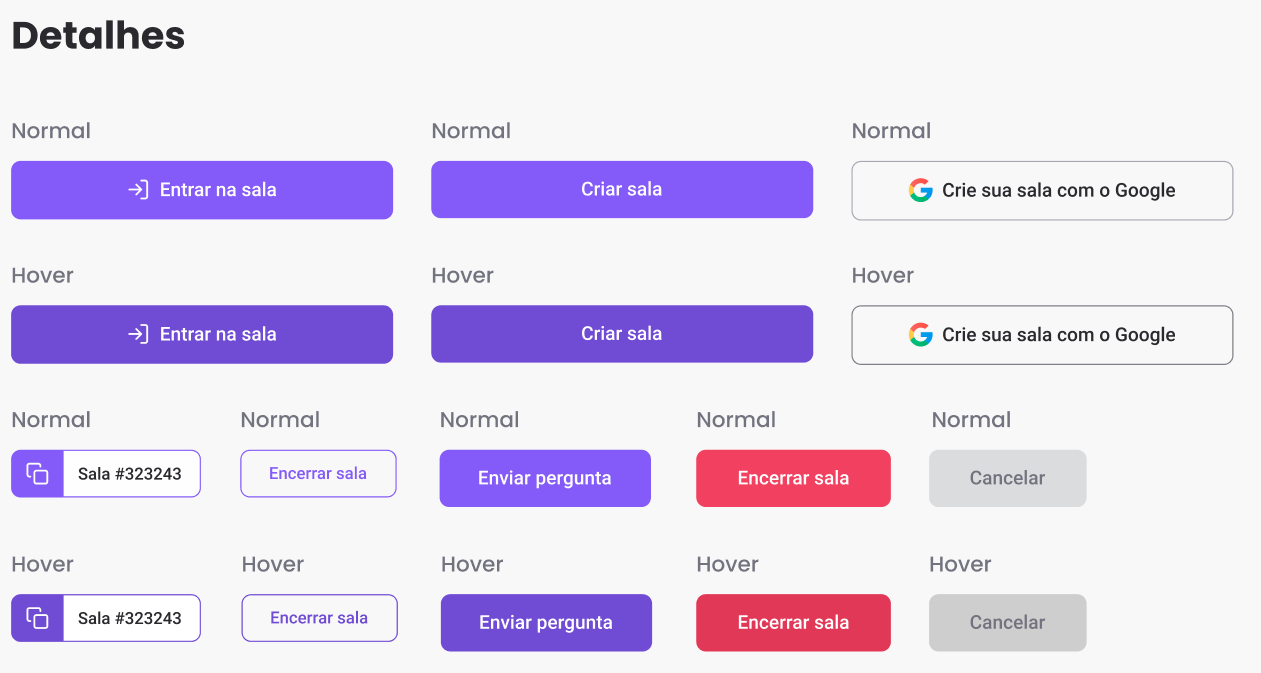 Detalhes
Normal Normal Normal
Entrar na sala Criar sala Crie sua sala com o Google
Hover Hover Hover
Entrar na sala Criar sala Crie sua sala com o Google
Normal Normal Normal Normal Normal
Sala #323243 Encerrar sala Enviar pergunta Encerrar sala Cancelar
Hover Hover Hover Hover Hover
Sala #323243 Encerrar sala Enviar pergunta Encerrar sala Cancelar